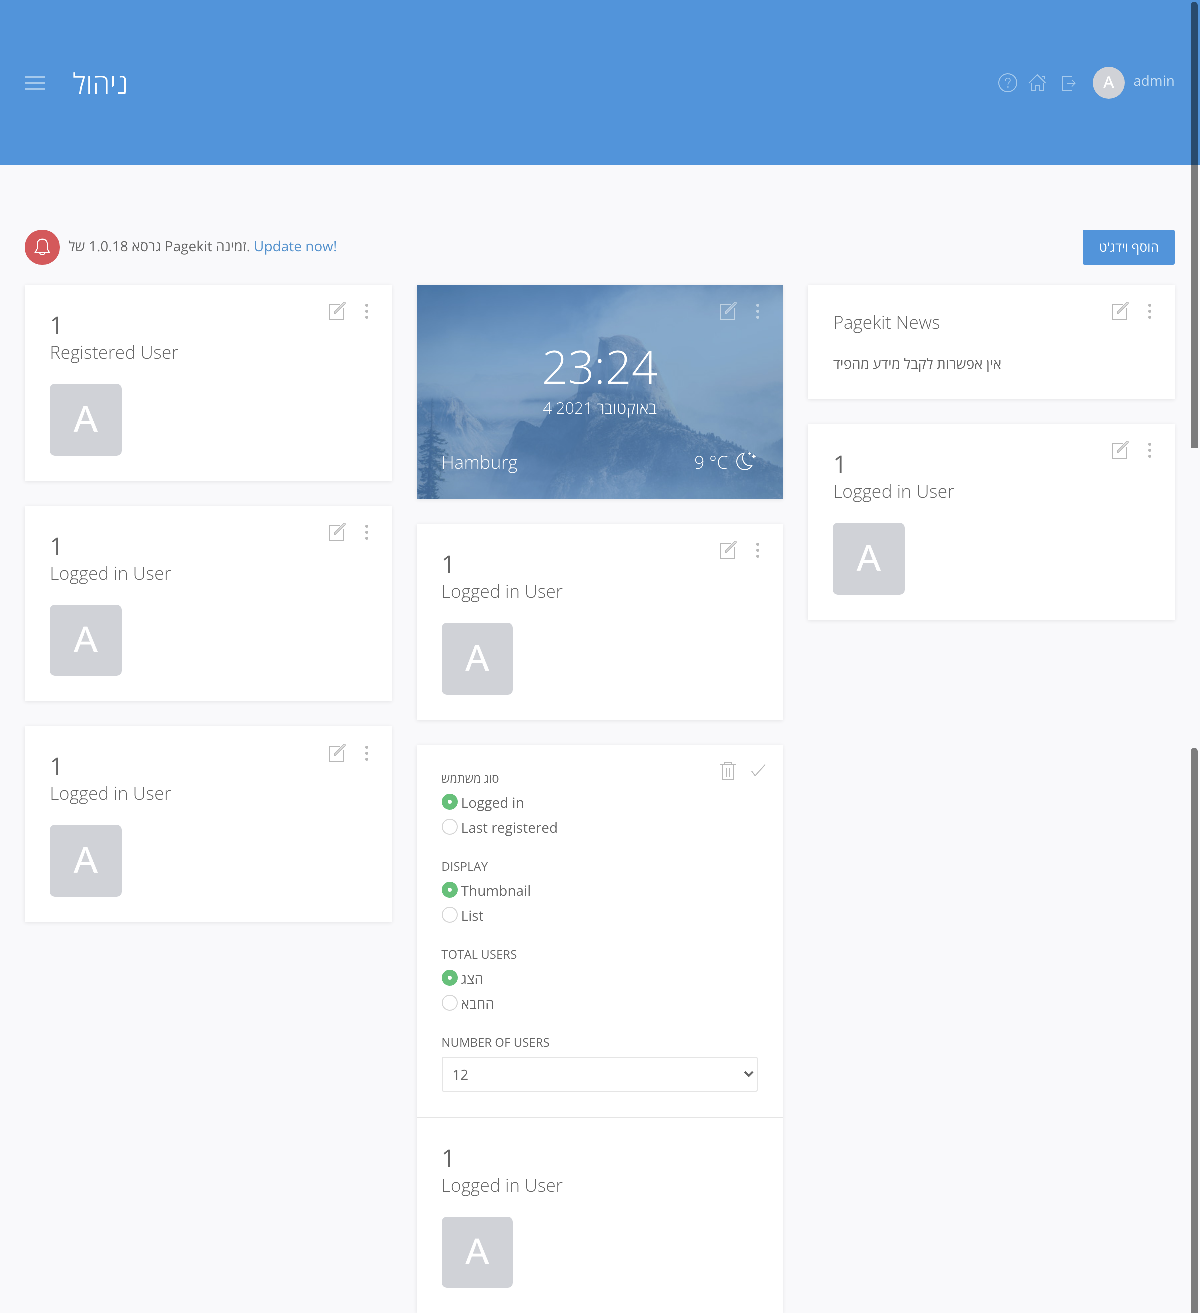 ניהול
admin
A
גרסא 1.0.18 של Pagekit זמינה. Update now!
הוסף וידג'ט
1
Registered User
A
1
Logged in User
A
1
Logged in User
A
23:24
4 באוקטובר 2021
Hamburg
9 °C
1
Logged in User
A
סוג משתמש
Logged in
Last registered
DISPLAY
Thumbnail
List
TOTAL USERS
הצג
החבא
NUMBER OF USERS
12
1
Logged in User
A
Pagekit News
אין אפשרות לקבל מידע מהפיד
1
Logged in User
A